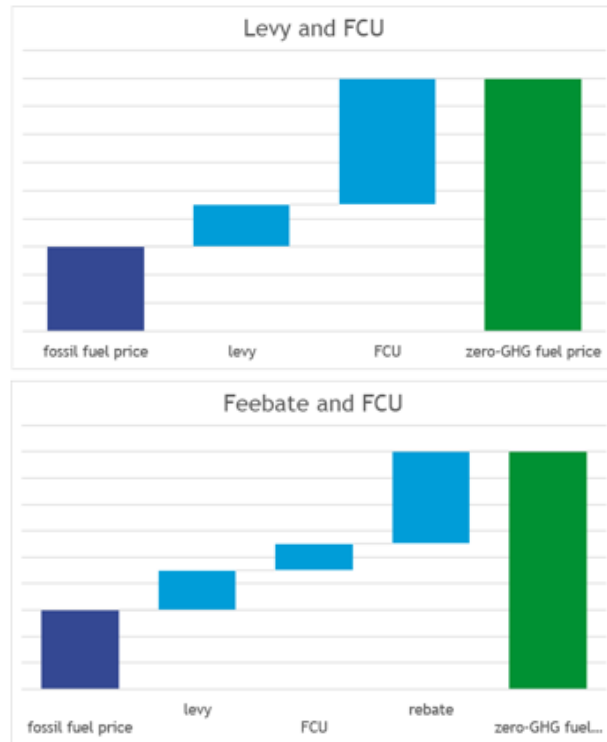 Levy and FCU
fossil fuel price levy FCU zero-GHG fuel price
Feebate and FCU
levy rebate
fossil fuel price FCU zero-GHG fuel...